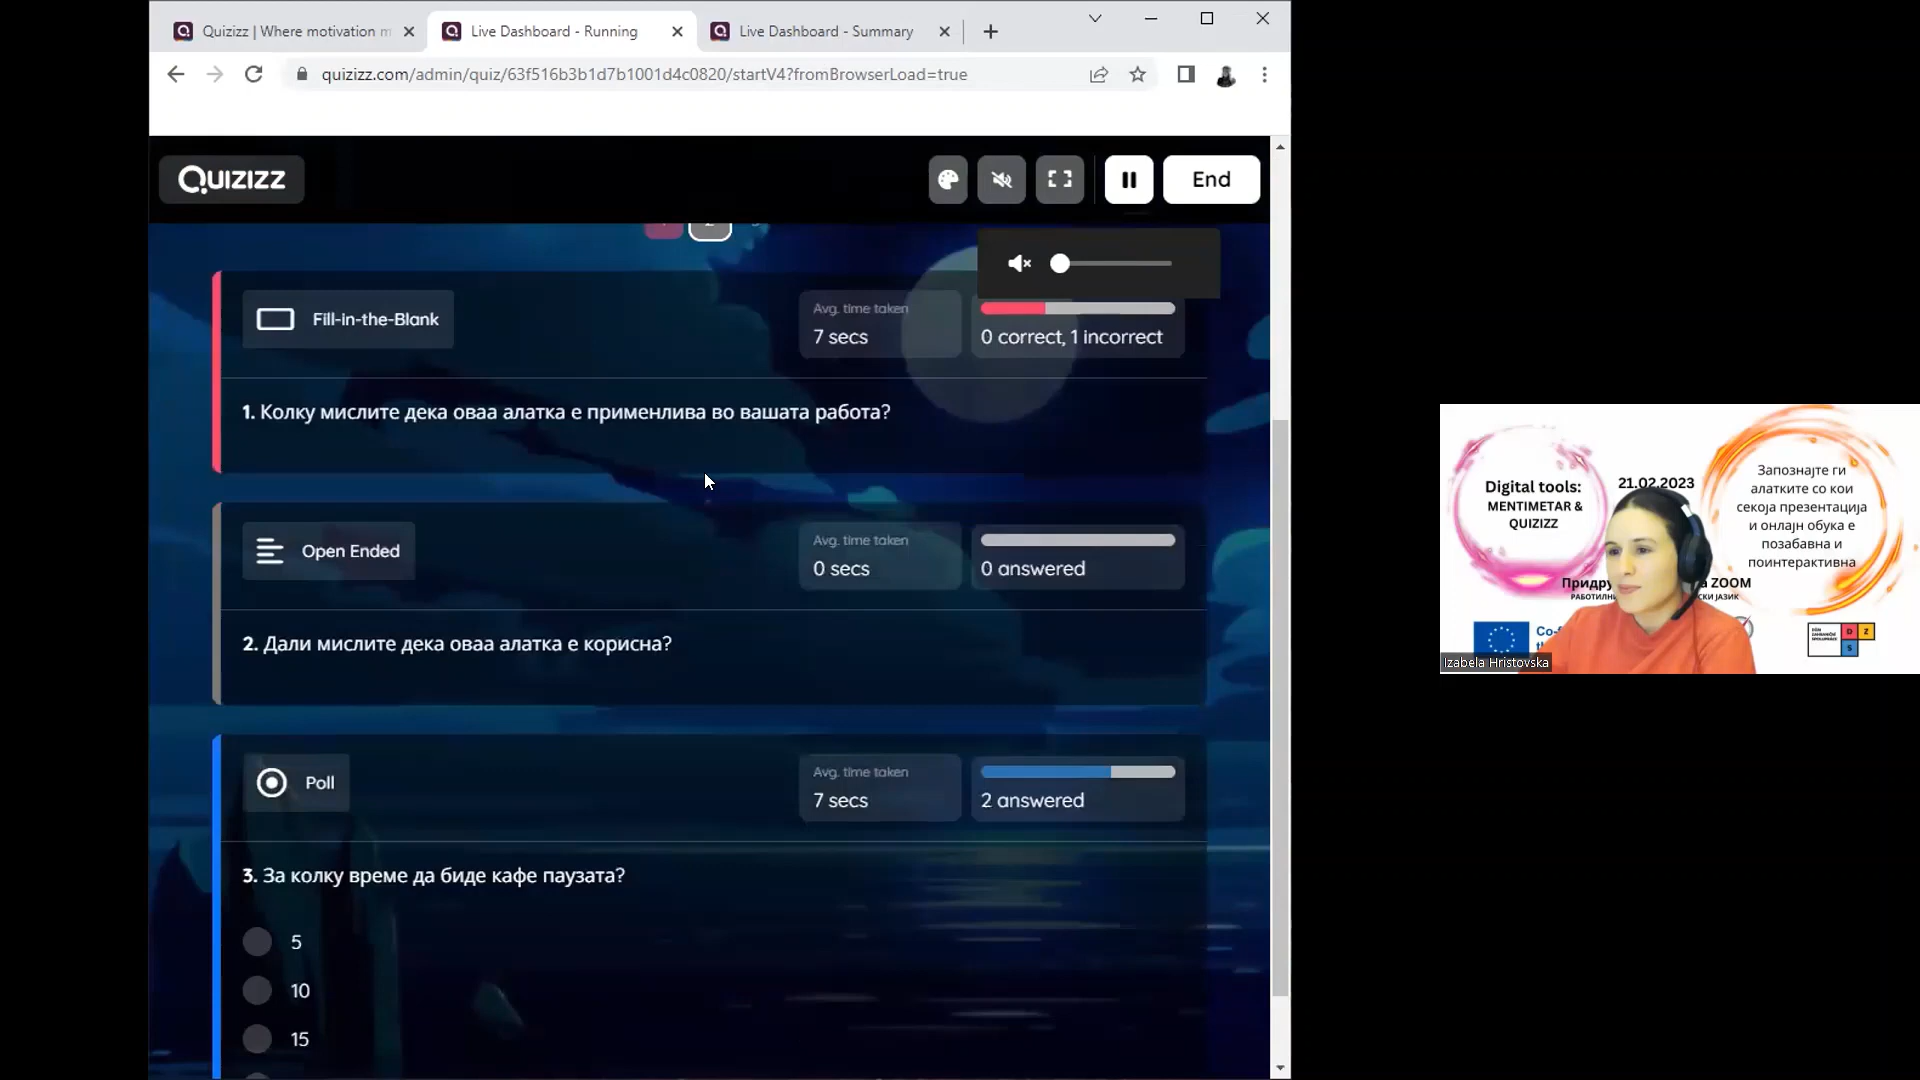 Quizizz | Where motivation m
Live Dashboard - Running
Live Dashboard - Summary
quizizz.com/admin/quiz/63f516b3b1d7b1001d4c0820/startV4?fromBrowserLoad=true
QUIZIZZ
End
Fill-in-the-Blank
Avg. time taken
7 secs
0 correct, 1 incorrect
1. Колку мислите дека оваа алатка е применлива во вашата работа?
Open Ended
Avg. time taken
0 secs
0 answered
2. Дали мислите дека оваа алатка е корисна?
Poll
Avg. time taken
7 secs
2 answered
3. За колку време да биде кафе паузата?
5
10
15
Digital tools:
MENTIMETAR &
QUIZIZZ
21.02.2023
Запознајте ги
алатките со кои
секоја презентација
и онлајн обука е
позабавна и
поинтерактивна
ZOOM
Co-f
D Z
S
Izabela Hristovska